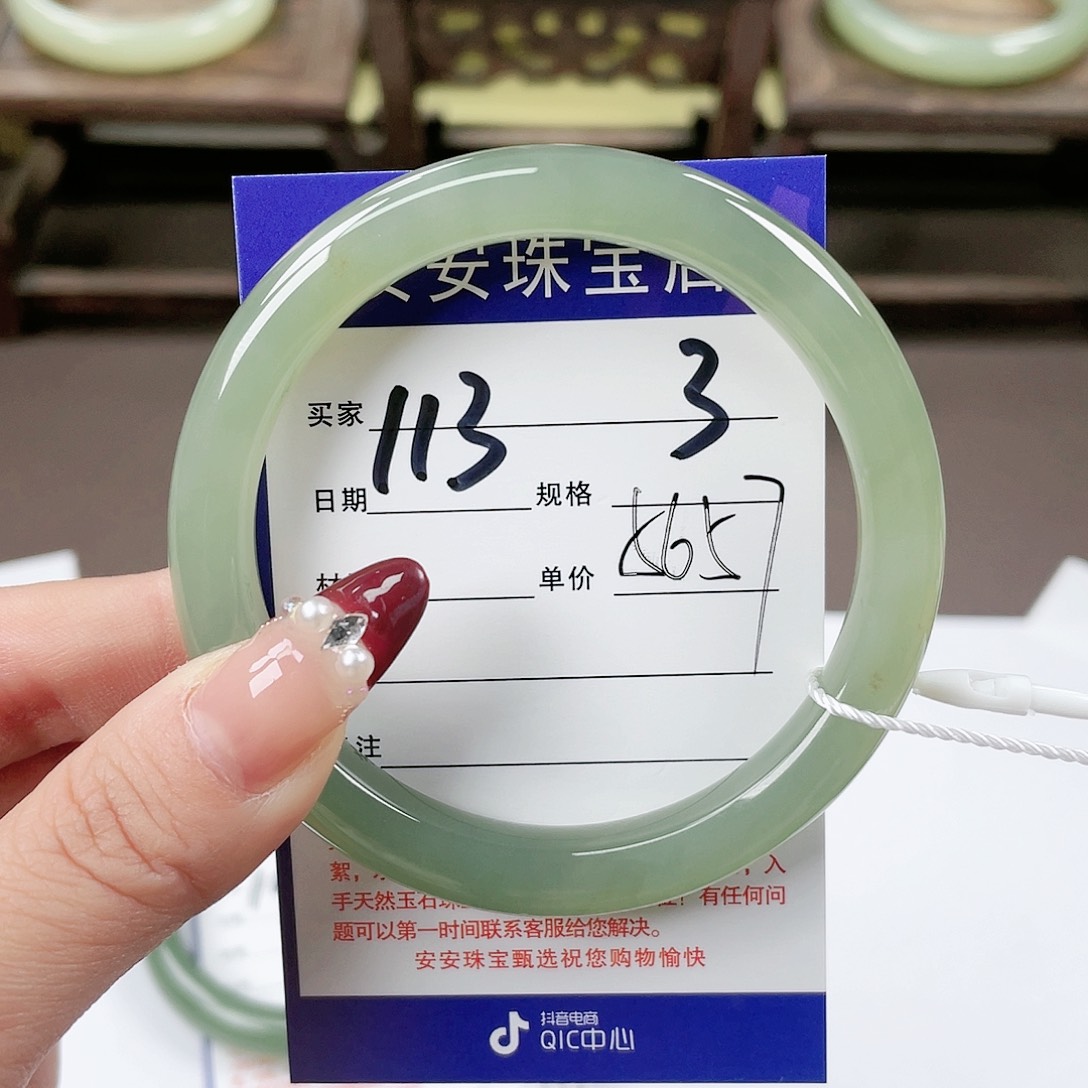 安珠宝
买家 113 3
日期 规格
单价 5657
注
絮，
，入
手天然玉石 有任何问
题可以第一时间联系客服给您解决。
安安珠宝甄选祝您购物愉快
抖音电商
QIC中心